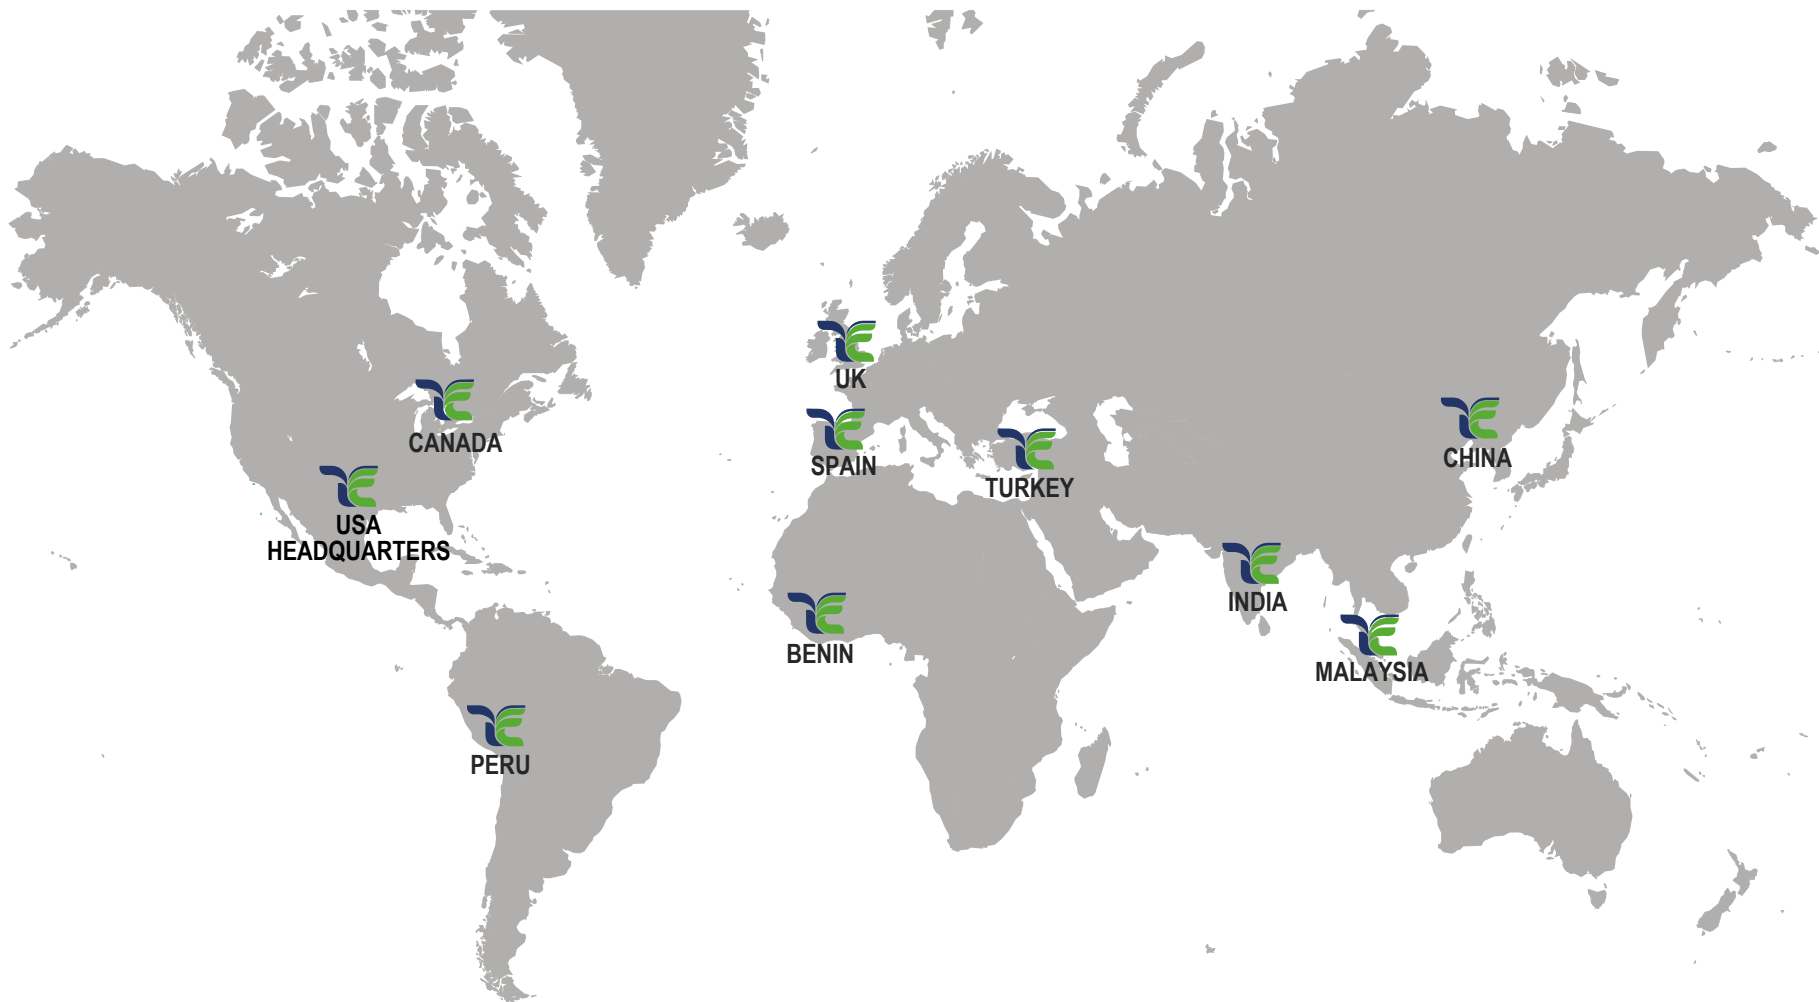 UK
CANADA
SPAIN
CHINA
TURKEY
USA
HEADQUARTERS
INDIA
BENIN
MALAYSIA
PERU